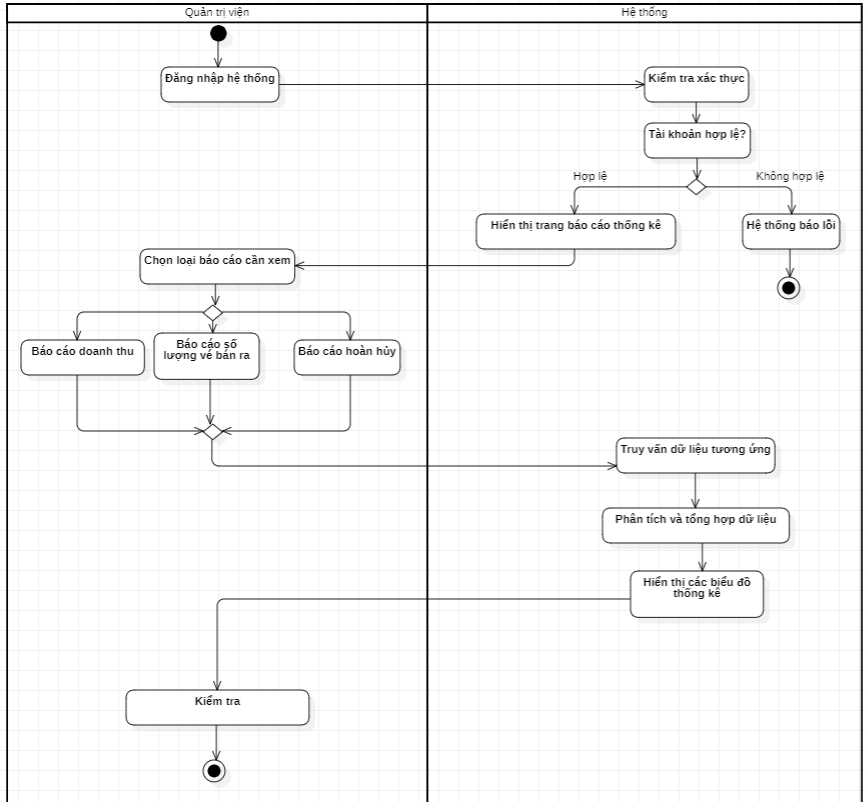 Quản trị viện
Hệ thống
Đăng nhập hệ thống
Kiểm tra xác thực
Tài khoản hợp lệ?
Hợp lệ
Không hợp lệ
Hiển thị trang báo cáo thống kê
Hệ thống báo lỗi
Chọn loại báo cáo cần xem
Báo cáo doanh thu
Báo cáo số
lượng vé bán ra
Báo cáo hoàn hủy
Truy vấn dữ liệu tương ứng
Phân tích và tổng hợp dữ liệu
Hiển thị các biểu đồ
thống kê
Kiểm tra